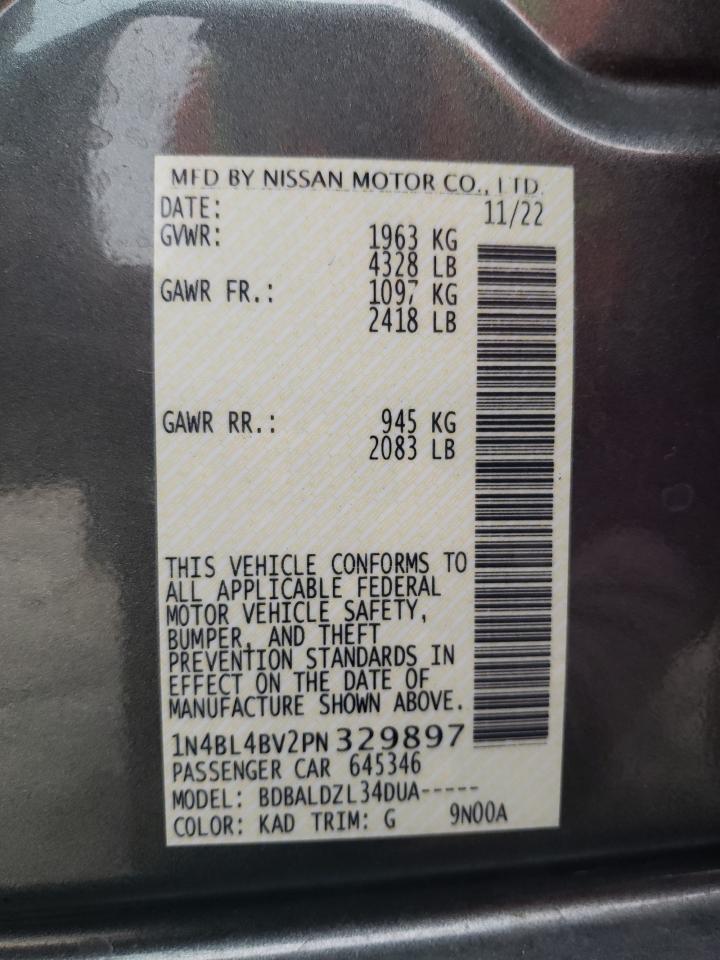 MFD BY NISSAN MOTOR CO., LTD.
DATE: 11/22
GVWR: 1963 KG
4328 LB
GAWR FR.: 1097 KG
2418 LB
GAWR RR.: 945 KG
2083 LB
THIS VEHICLE CONFORMS TO
ALL APPLICABLE FEDERAL
MOTOR VEHICLE SAFETY,
BUMPER, AND THEFT
PREVENTION STANDARDS IN
EFFECT ON THE DATE OF
MANUFACTURE SHOWN ABOVE.
1N4BL4BV2PN329897
PASSENGER CAR 645346
MODEL: BDBALDZL34DUA-----
COLOR: KAD TRIM: G 9N00A